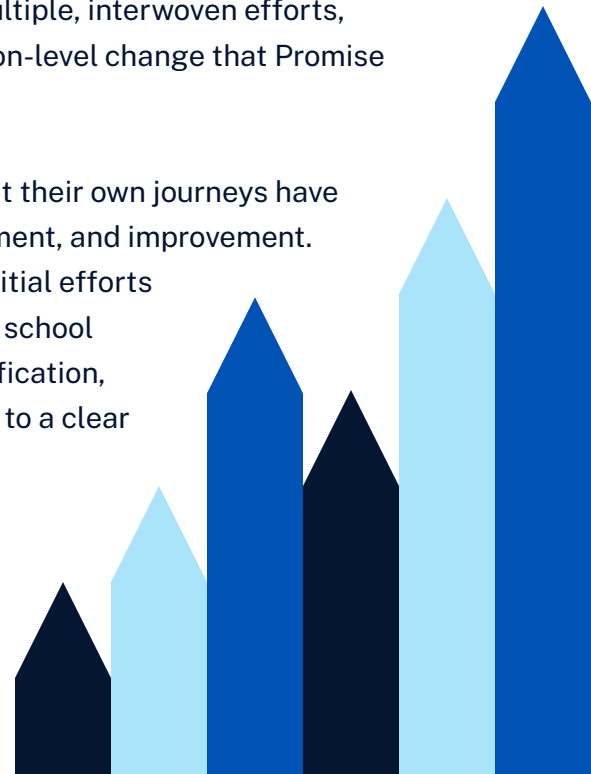 ltiple, interwoven efforts,
on-level change that Promise
t their own journeys have
ment, and improvement.
itial efforts
school
fication,
to a clear